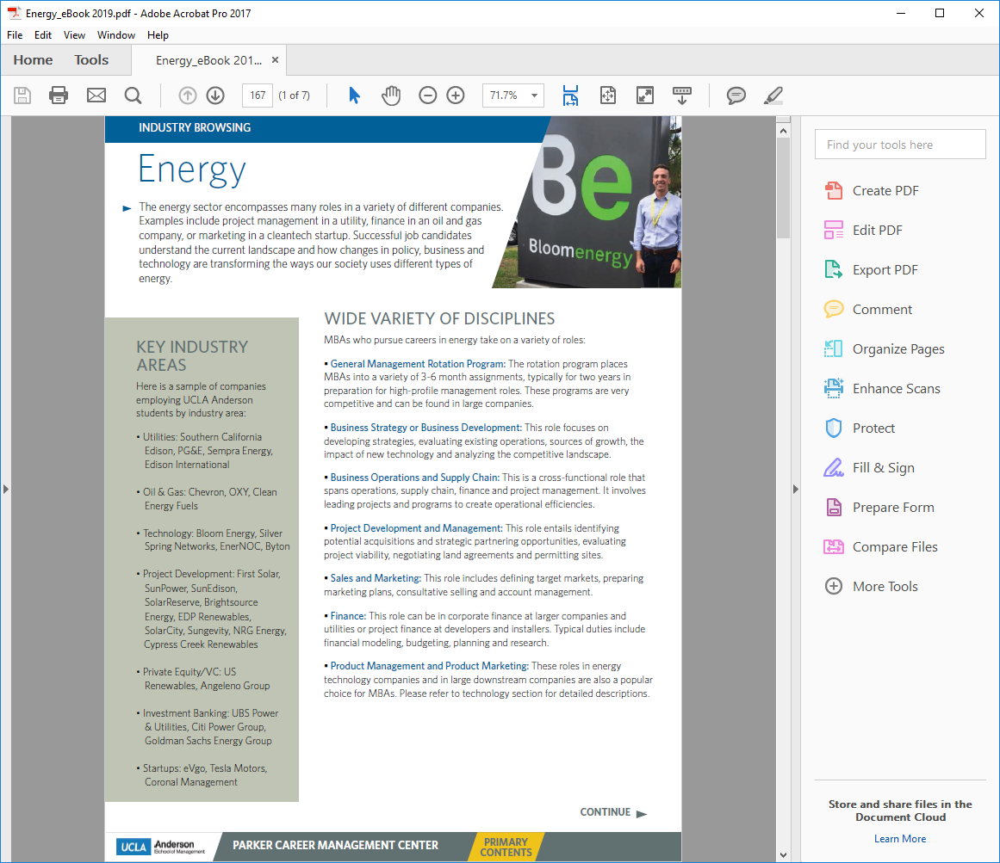 Energy_eBook 2019.pdf - Adobe Acrobat Pro 2017
File Edit View Window Help
Home Tools Energy_eBook 201... ×
167 (1 of 7) 71.7%
INDUSTRY BROWSING
Energy
► The energy sector encompasses many roles in a variety of different companies.
Examples include project management in a utility, finance in an oil and gas
company, or marketing in a cleantech startup. Successful job candidates
understand the current landscape and how changes in policy, business and
technology are transforming the ways our society uses different types of
energy.
Be
Bloomenergy
KEY INDUSTRY
AREAS
Here is a sample of companies
employing UCLA Anderson
students by industry area:
• Utilities: Southern California
Edison, PG&E, Sempra Energy,
Edison International
• Oil & Gas: Chevron, OXY, Clean
Energy Fuels
• Technology: Bloom Energy, Silver
Spring Networks, EnerNOC, Byton
• Project Development: First Solar,
SunPower, SunEdison,
SolarReserve, Brightsource
Energy, EDP Renewables,
SolarCity, Sungevity, NRG Energy,
Cypress Creek Renewables
• Private Equity/VC: US
Renewables, Angeleno Group
• Investment Banking: UBS Power
& Utilities, Citi Power Group,
Goldman Sachs Energy Group
• Startups: eVgo, Tesla Motors,
Coronal Management
WIDE VARIETY OF DISCIPLINES
MBAs who pursue careers in energy take on a variety of roles:
• General Management Rotation Program: The rotation program places
MBAs into a variety of 3-6 month assignments, typically for two years in
preparation for high-profile management roles. These programs are very
competitive and can be found in large companies.
• Business Strategy or Business Development: This role focuses on
developing strategies, evaluating existing operations, sources of growth, the
impact of new technology and analyzing the competitive landscape.
• Business Operations and Supply Chain: This is a cross-functional role that
spans operations, supply chain, finance and project management. It involves
leading projects and programs to create operational efficiencies.
• Project Development and Management: This role entails identifying
potential acquisitions and strategic partnering opportunities, evaluating
project viability, negotiating land agreements and permitting sites.
• Sales and Marketing: This role includes defining target markets, preparing
marketing plans, consultative selling and account management.
• Finance: This role can be in corporate finance at larger companies and
utilities or project finance at developers and installers. Typical duties include
financial modeling, budgeting, planning and research.
• Product Management and Product Marketing: These roles in energy
technology companies and in large downstream companies are also a popular
choice for MBAs. Please refer to technology section for detailed descriptions.
CONTINUE ►
UCLA Anderson
School of Management
PARKER CAREER MANAGEMENT CENTER
PRIMARY
CONTENTS
Find your tools here
Create PDF
Edit PDF
Export PDF
Comment
Organize Pages
Enhance Scans
Protect
Fill & Sign
Prepare Form
Compare Files
More Tools
Store and share files in the
Document Cloud
Learn More